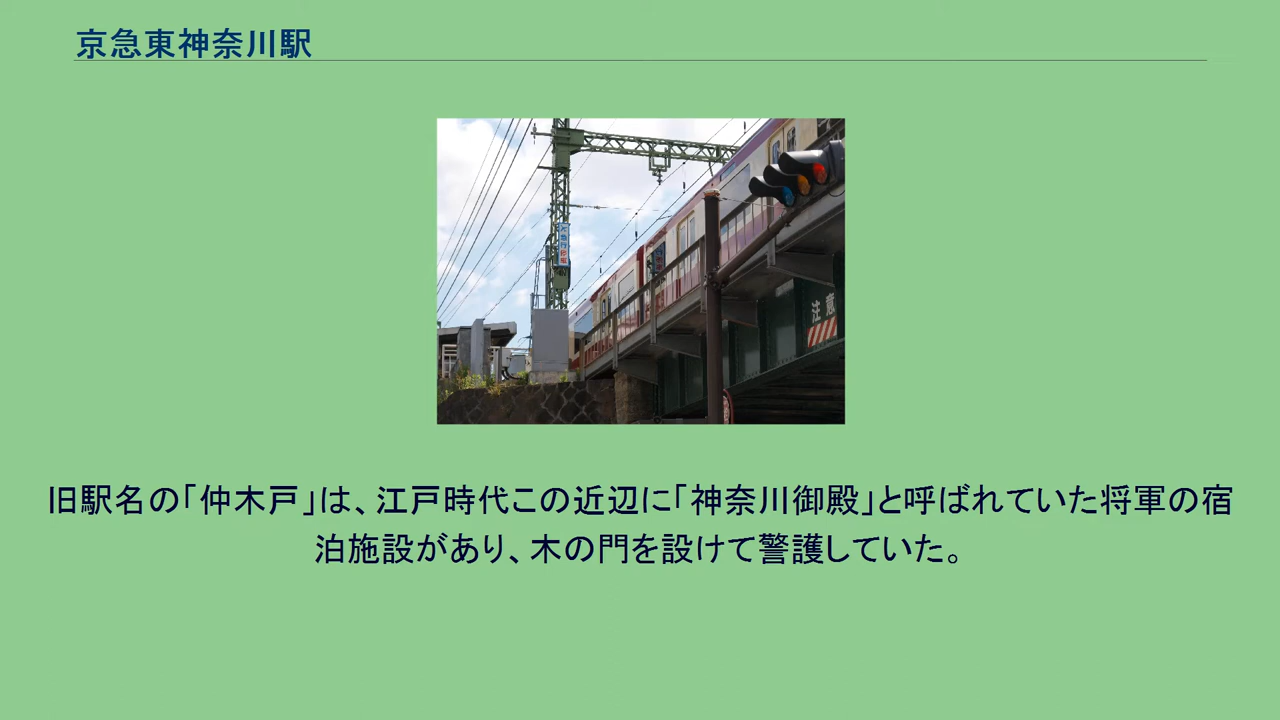 京急東神奈川駅
注意
旧駅名の｢仲木戸｣は、江戸時代この近辺に｢神奈川御殿｣と呼ばれていた将軍の宿
泊施設があり、木の門を設けて警護していた。